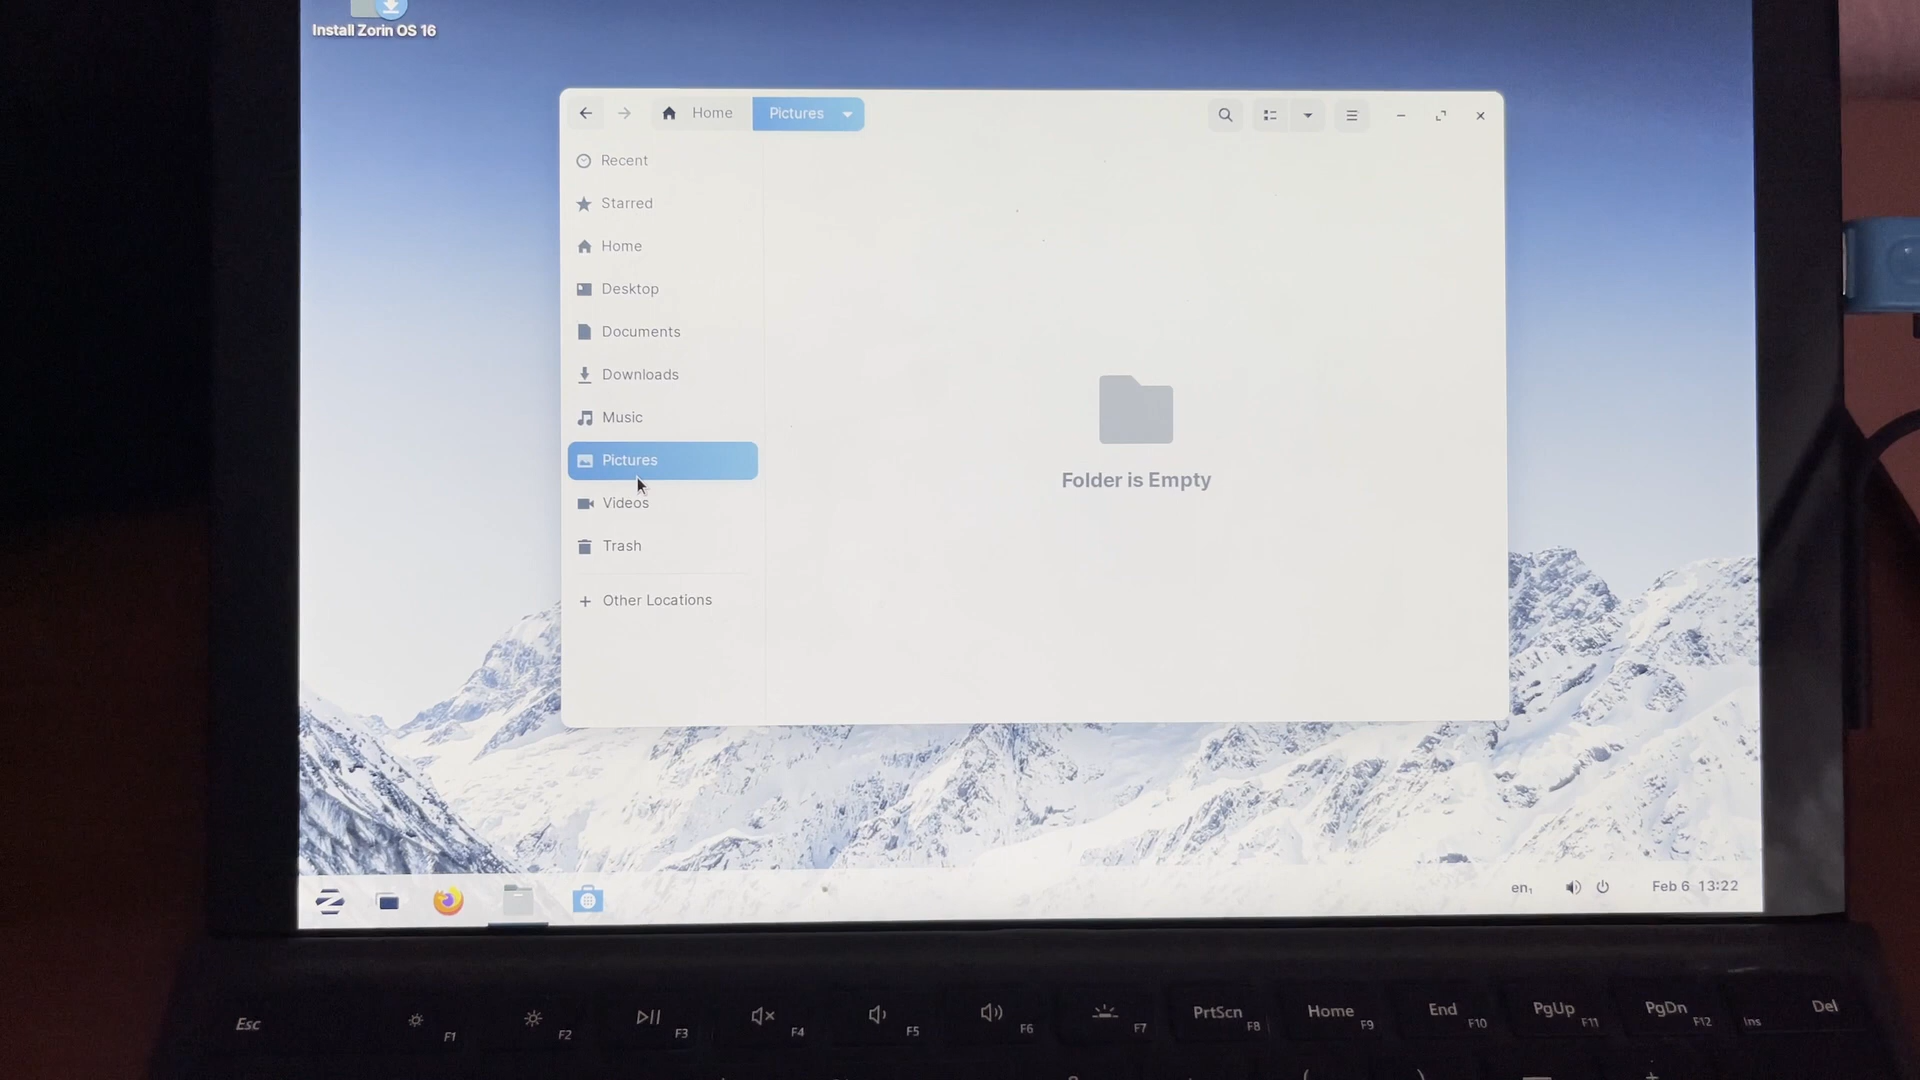 Install Zorin OS 16
Home
Pictures
Recent
Starred
Home
Desktop
Documents
Downloads
Music
Pictures
Videos
Trash
Other Locations
Folder is Empty
en₁
Feb 6 13:22
Esc
F1
F2
F3
F4
F5
F6
F7
PrtScn F8
Home F9
End F10
PgUp F11
PgDn F12
Ins Del